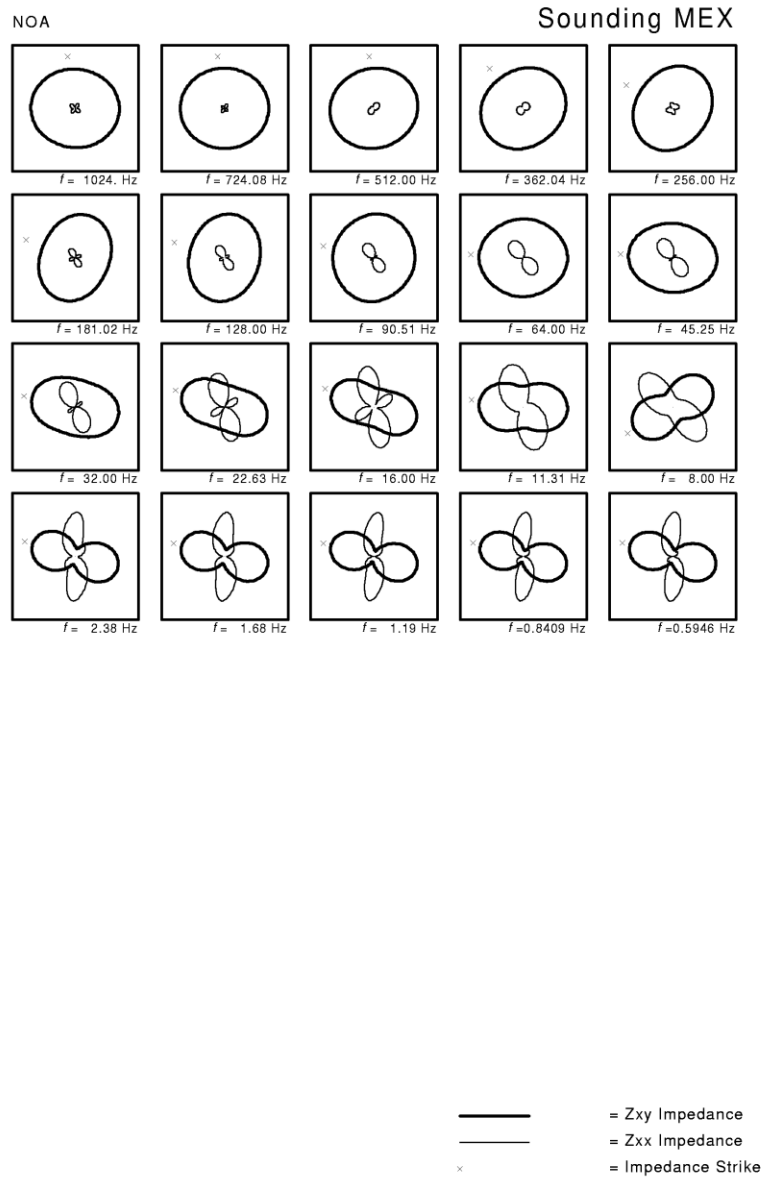 NOA
Sounding MEX
f = 1024. Hz
f = 724.08 Hz
f = 512.00 Hz
f = 362.04 Hz
f = 256.00 Hz
f = 181.02 Hz
f = 128.00 Hz
f = 90.51 Hz
f = 64.00 Hz
f = 45.25 Hz
f = 32.00 Hz
f = 22.63 Hz
f = 16.00 Hz
f = 11.31 Hz
f = 8.00 Hz
f = 2.38 Hz
f = 1.68 Hz
f = 1.19 Hz
f =0.8409 Hz
f =0.5946 Hz
= Zxy Impedance
= Zxx Impedance
= Impedance Strike